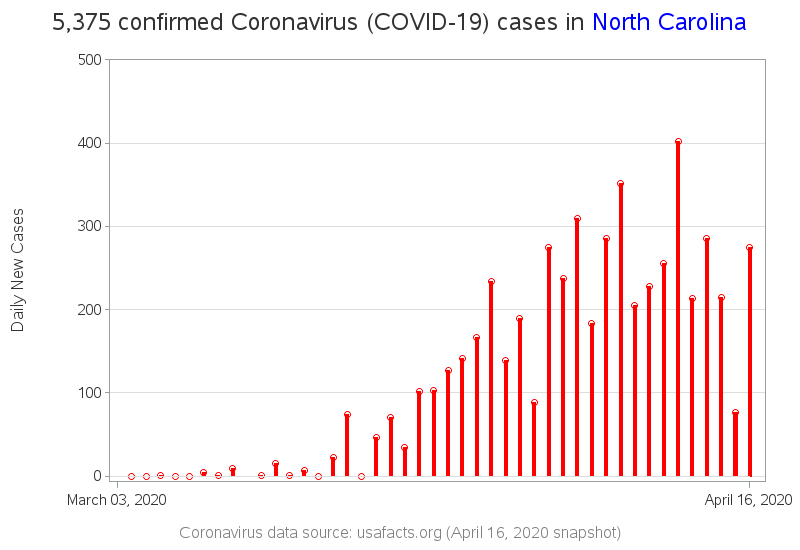 5,375 confirmed Coronavirus (COVID-19) cases in North Carolina
500
400
300
200
100
0
Daily New Cases
March 03, 2020
April 16, 2020
Coronavirus data source: usafacts.org (April 16, 2020 snapshot)